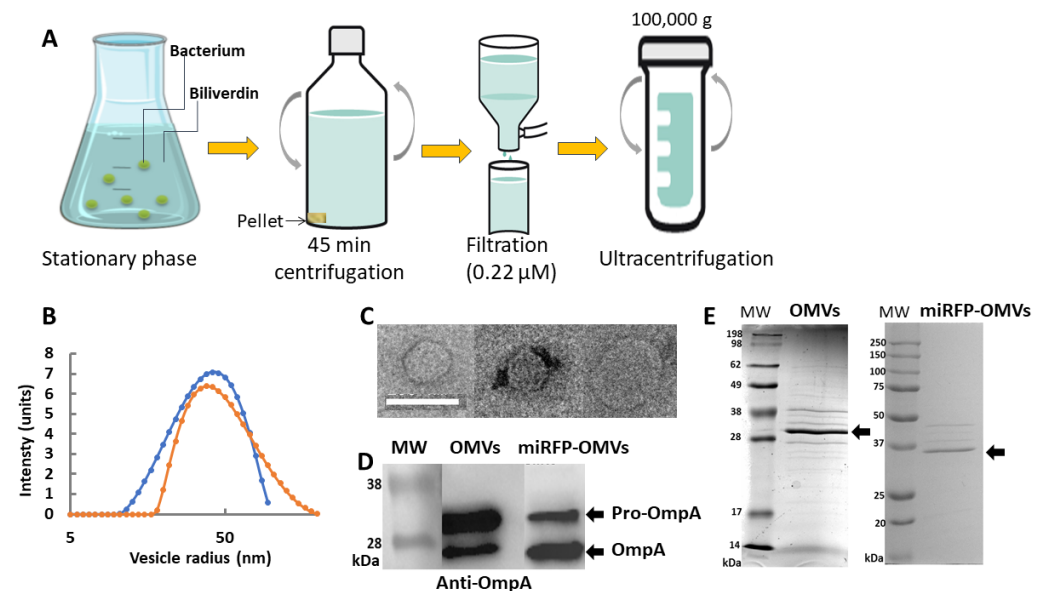 A
Bacterium
Biliverdin
Pellet
100,000 g
Stationary phase
45 min
centrifugation
Filtration
(0.22 µM)
Ultracentrifugation
B
Intensty (units)
8
7
6
5
4
3
2
1
0
5
50
Vesicle radius (nm)
C
D
MW
OMVs
miRFP-OMVs
38
28
kDa
Pro-OmpA
OmpA
Anti-OmpA
E
MW
OMVs
198
98
62
49
38
28
17
14
kDa
MW
miRFP-OMVs
250
150
100
75
50
37
25
20
kDa